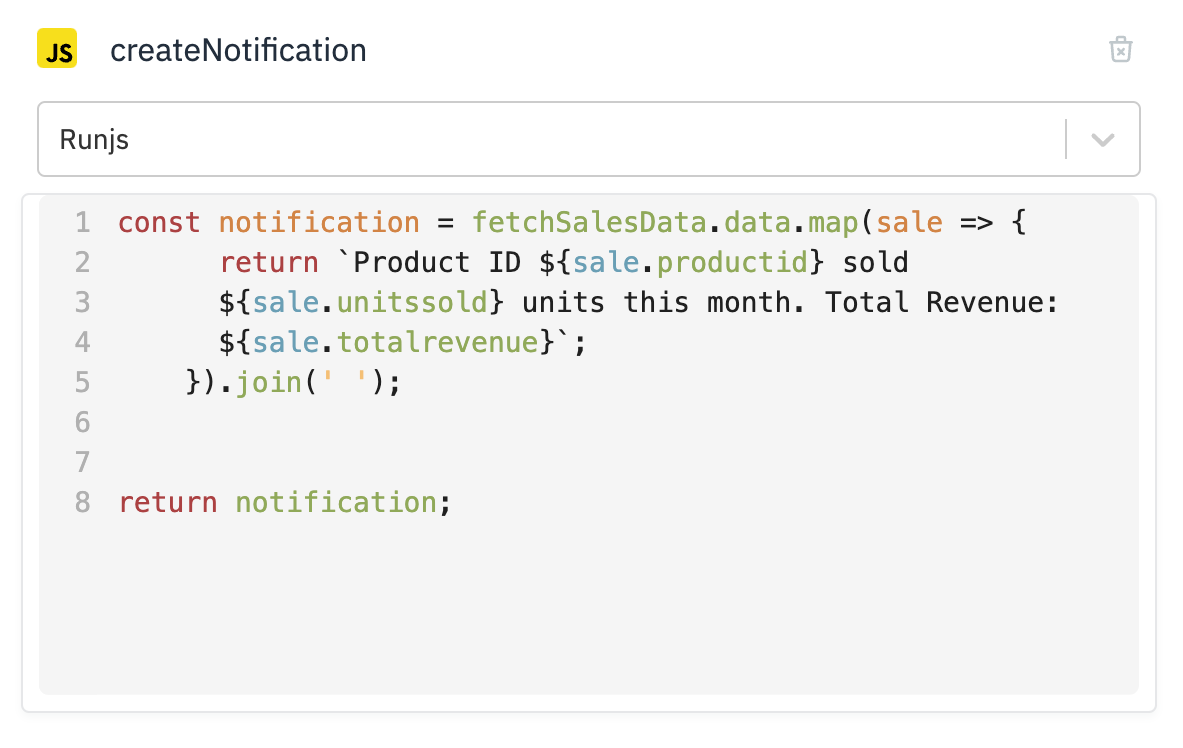 JS createNotification
Runjs
1 const notification = fetchSalesData.data.map(sale => {
2       return `Product ID ${sale.productid} sold
3       ${sale.unitssold} units this month. Total Revenue:
4       ${sale.totalrevenue}`;
5     }).join(' ');
6
7
8 return notification;